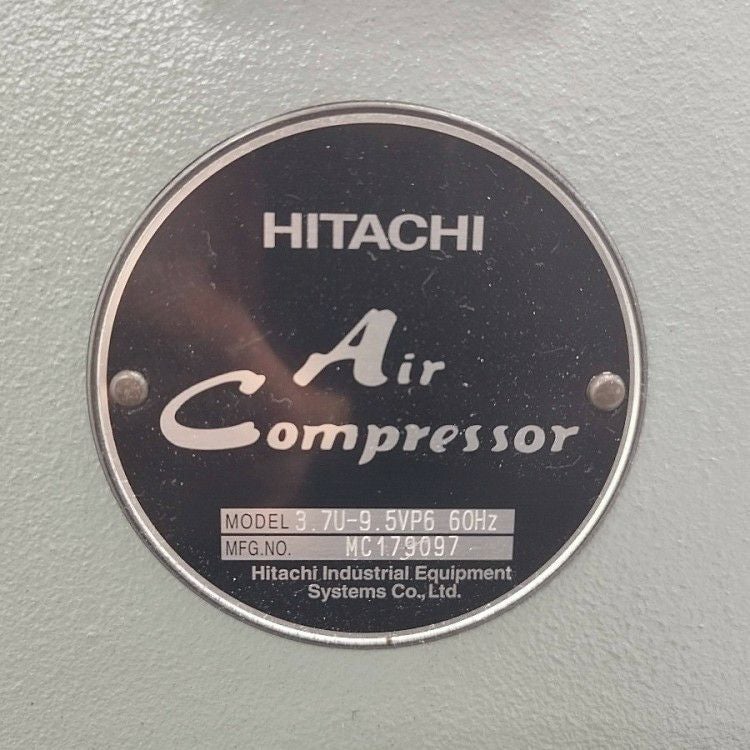 HITACHI
Air
Compressor
MODEL 3.7U-9.5VP6 60Hz
MFG.NO. MC179097
Hitachi Industrial Equipment
Systems Co., Ltd.